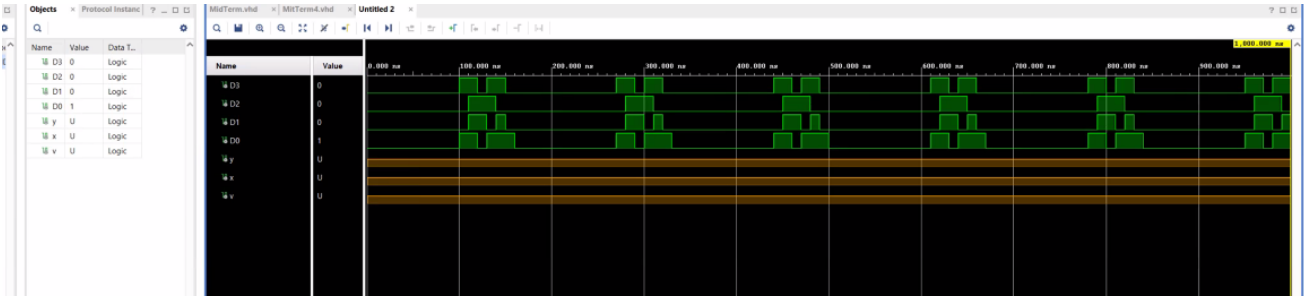 Objects × Protocol Instanc ? _ □ □
Name Value Data T...
D3 0 Logic
D2 0 Logic
D1 0 Logic
D0 1 Logic
y U Logic
x U Logic
v U Logic
MidTerm.vhd × MitTerm4.vhd × Untitled 2 × ? □ □
1,000.000 ns
Name Value
0.000 ns 100.000 ns 200.000 ns 300.000 ns 400.000 ns 500.000 ns 600.000 ns 700.000 ns 800.000 ns 900.000 ns
D3 0
D2 0
D1 0
D0 1
y U
x U
v U